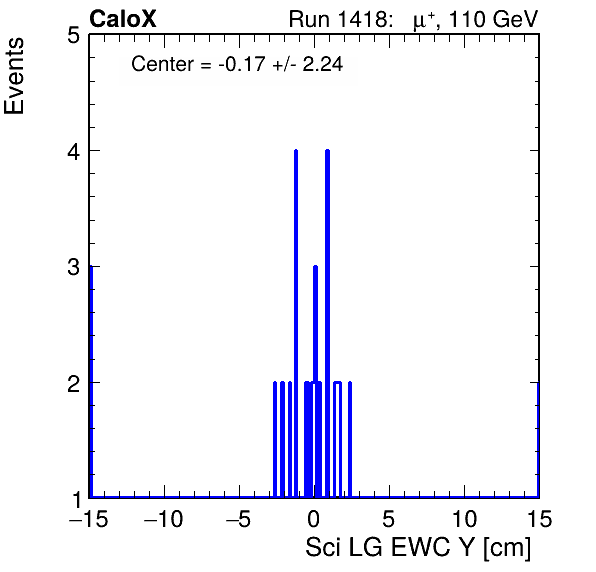 CaloX Run 1418: μ⁺, 110 GeV
Center = -0.17 +/- 2.24
Events
5
4
3
2
1
−15 −10 −5 0 5 10 15
Sci LG EWC Y [cm]